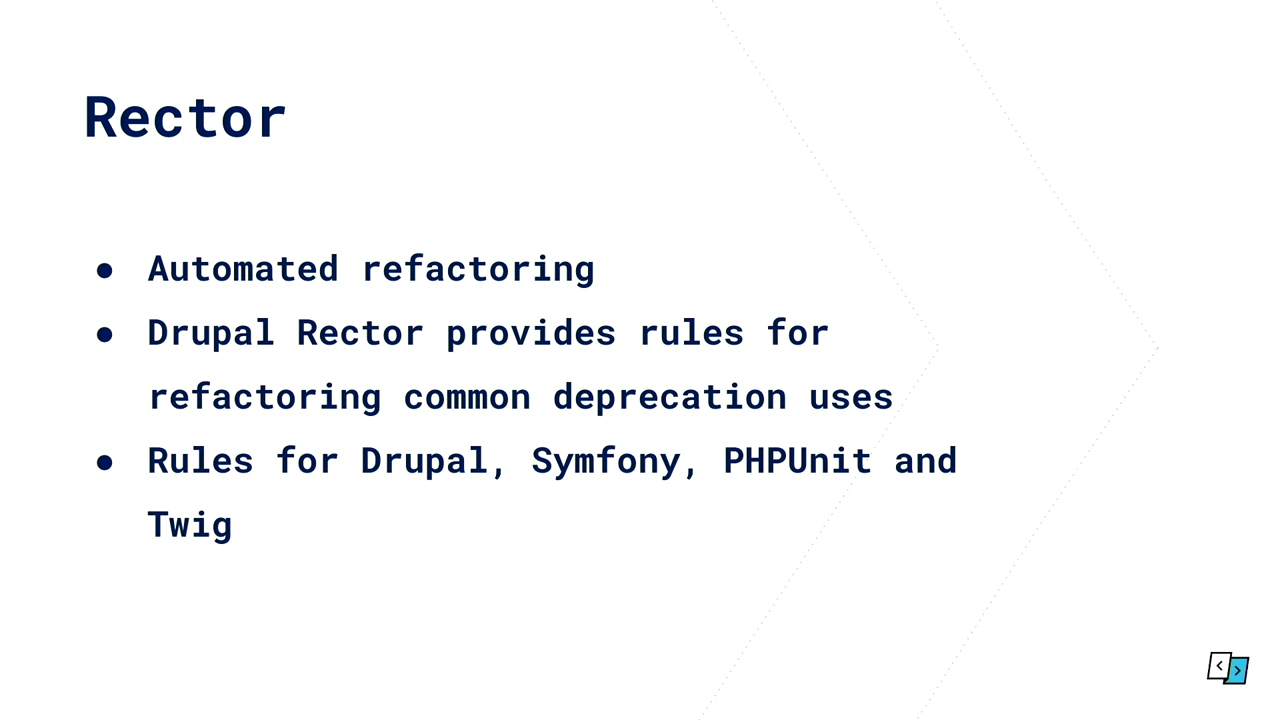 Rector
● Automated refactoring
● Drupal Rector provides rules for
refactoring common deprecation uses
● Rules for Drupal, Symfony, PHPUnit and
Twig